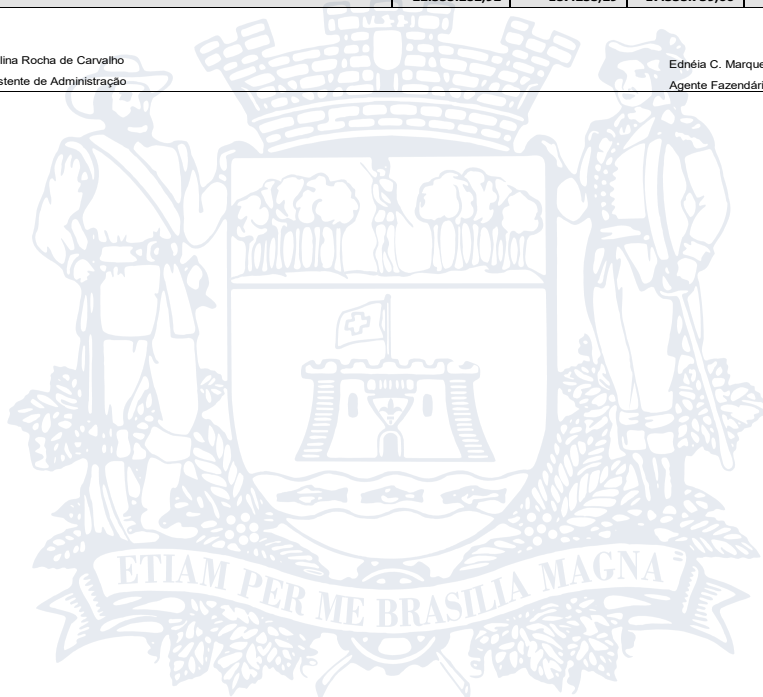 lina Rocha de Carvalho
stente de Administração
Ednéia C. Marque
Agente Fazendári
ETIAM PER ME BRASILIA MAGNA